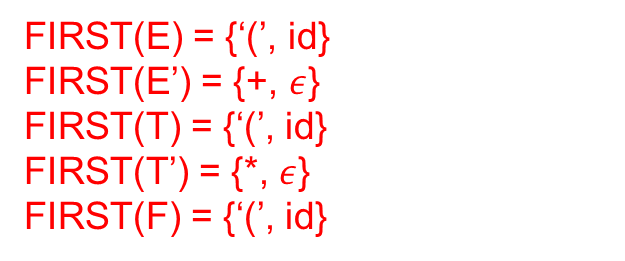 FIRST(E) = {‘(’, id}
FIRST(E’) = {+, ϵ}
FIRST(T) = {‘(’, id}
FIRST(T’) = {*, ϵ}
FIRST(F) = {‘(’, id}